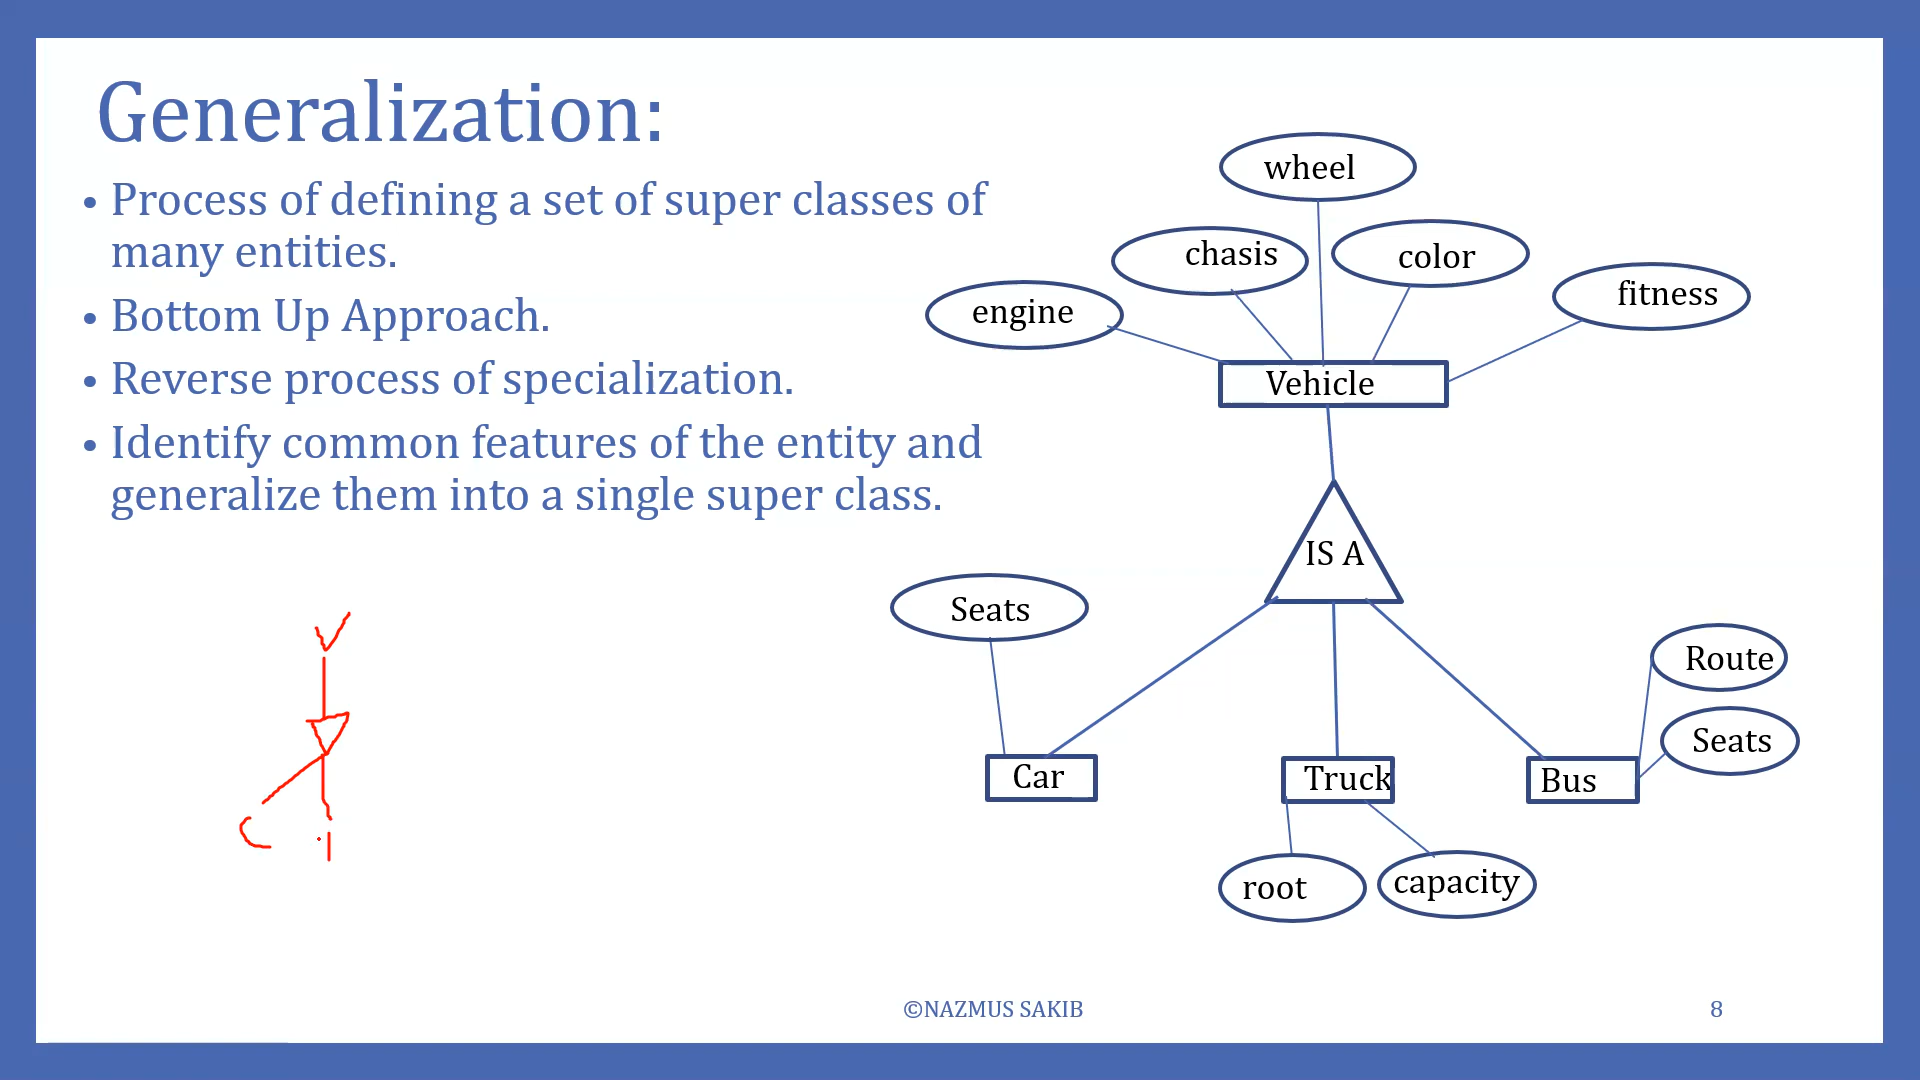 Generalization:
• Process of defining a set of super classes of
many entities.
• Bottom Up Approach.
• Reverse process of specialization.
• Identify common features of the entity and
generalize them into a single super class.
wheel
chasis
color
fitness
engine
Vehicle
IS A
Seats
Route
Seats
Car
Truck
Bus
root
capacity
V
C
©NAZMUS SAKIB
8